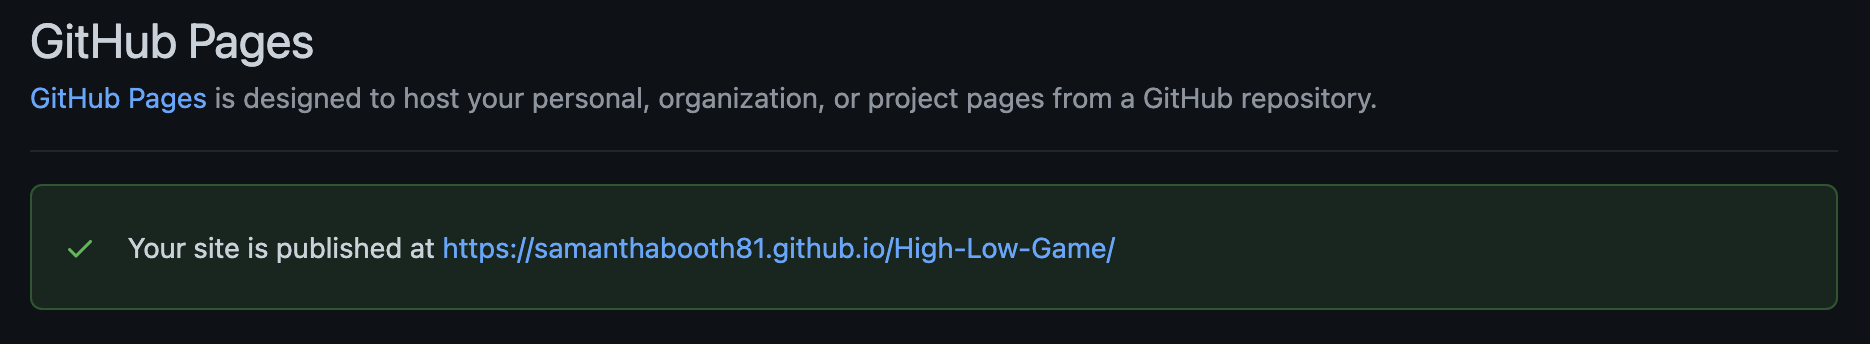 GitHub Pages
GitHub Pages is designed to host your personal, organization, or project pages from a GitHub repository.
Your site is published at https://samanthabooth81.github.io/High-Low-Game/